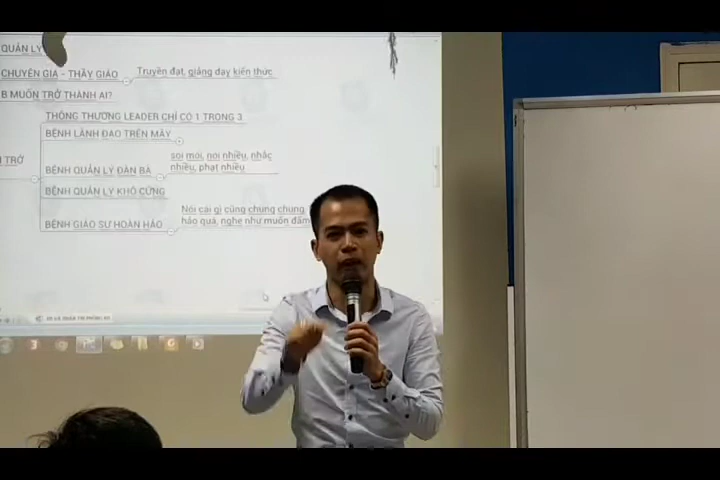 QUẢN LÝ
CHUYÊN GIA - THẦY GIÁO
Truyền đạt, giảng dạy kiến thức
B MUỐN TRỞ THÀNH AI?
THÔNG THƯỜNG LEADER CHỈ CÓ 1 TRONG 3
BỆNH LÃNH ĐẠO TRÊN MÂY
TRỞ
BỆNH QUẢN LÝ ĐÀN BÀ
soi mói, nói nhiều, nhắc
nhiều, phạt nhiều
BỆNH QUẢN LÝ KHÔ CỨNG
BỆNH GIÁO SƯ HOÀN HẢO
Nói cái gì cũng chung chung
hảo quá, nghe như muốn đấm